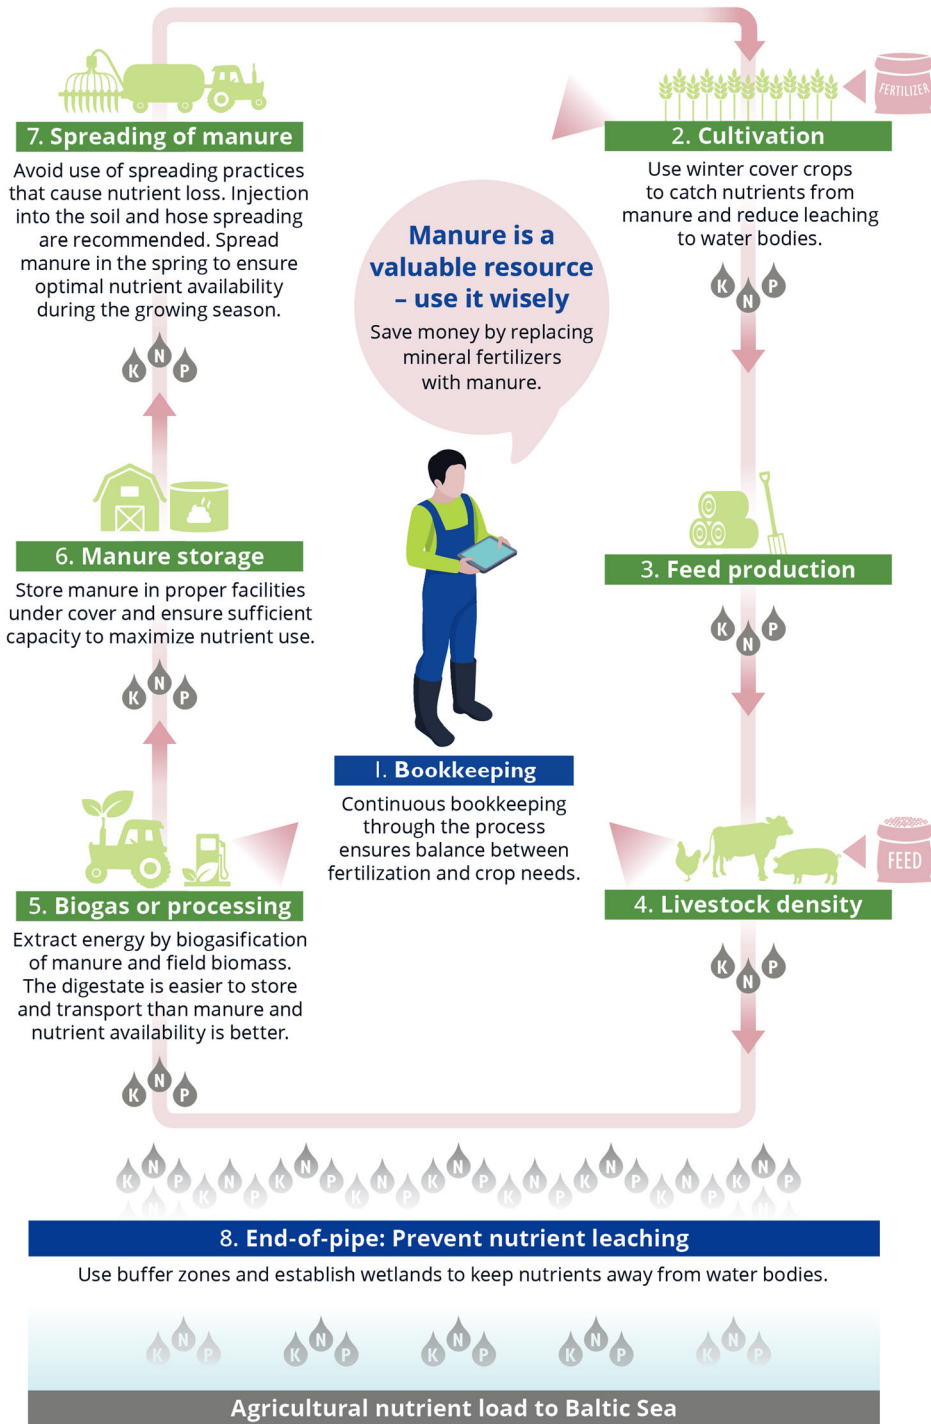 7. Spreading of manure
Avoid use of spreading practices
that cause nutrient loss. Injection
into the soil and hose spreading
are recommended. Spread
manure in the spring to ensure
optimal nutrient availability
during the growing season.
K N P
FERTILIZER
2. Cultivation
Use winter cover crops
to catch nutrients from
manure and reduce leaching
to water bodies.
K N P
Manure is a
valuable resource
– use it wisely
Save money by replacing
mineral fertilizers
with manure.
6. Manure storage
Store manure in proper facilities
under cover and ensure sufficient
capacity to maximize nutrient use.
K N P
3. Feed production
K N P
1. Bookkeeping
Continuous bookkeeping
through the process
ensures balance between
fertilization and crop needs.
5. Biogas or processing
Extract energy by biogasification
of manure and field biomass.
The digestate is easier to store
and transport than manure and
nutrient availability is better.
K N P
FEED
4. Livestock density
K N P
K N P K N P K N P K N P K N P K N P K N P K N P K N P
K N P K N P
8. End-of-pipe: Prevent nutrient leaching
Use buffer zones and establish wetlands to keep nutrients away from water bodies.
K N P K N P K N P K N P K N P
Agricultural nutrient load to Baltic Sea